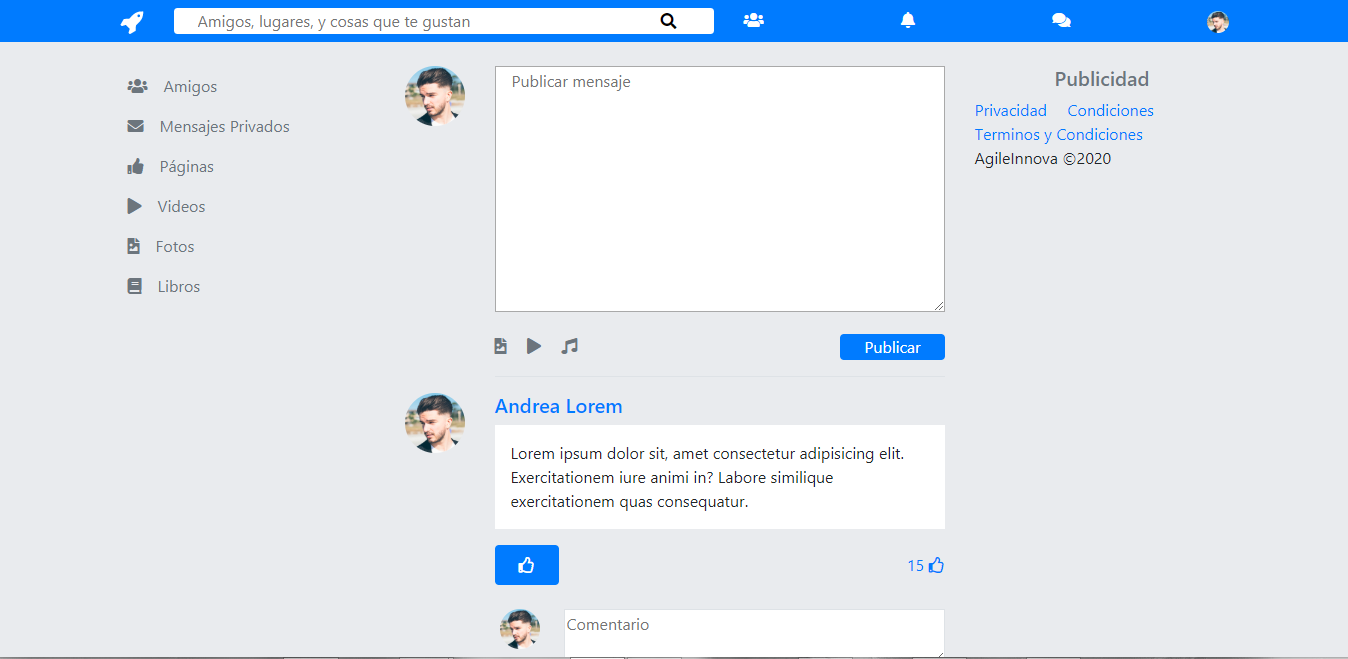 Amigos, lugares, y cosas que te gustan
Amigos
Mensajes Privados
Páginas
Videos
Fotos
Libros
Publicar mensaje
Publicar
Andrea Lorem
Lorem ipsum dolor sit, amet consectetur adipisicing elit.
Exercitationem iure animi in? Labore similique
exercitationem quas consequatur.
15
Comentario
Publicidad
Privacidad Condiciones
Terminos y Condiciones
AgileInnova ©2020